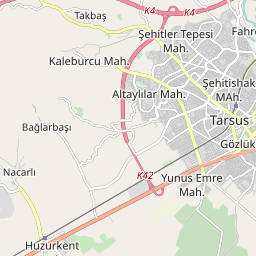 Takbaş
K4
K4
Fahre
Şehitler Tepesi
Mah.
Kaleburcu Mah.
Şehitishak
MAh.
Altaylılar Mah.
Tarsus
Bağlarbaşı
Gözlük
Nacarlı
K42
Yunus Emre
Mah.
Huzurkent